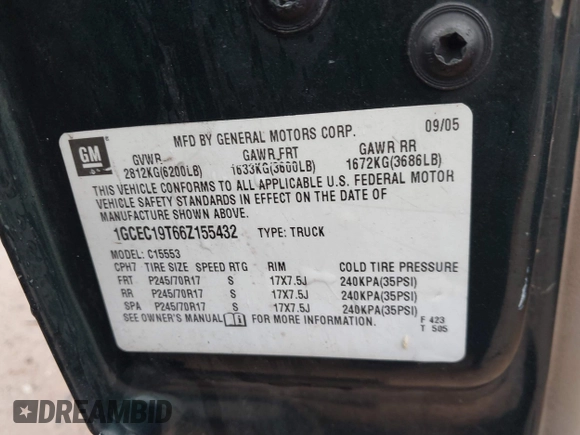 GM
MFD BY GENERAL MOTORS CORP. 09/05
GVWR GAWR FRT GAWR RR
2812KG(6200LB) 1633KG(3600LB) 1672KG(3686LB)
THIS VEHICLE CONFORMS TO ALL APPLICABLE U.S. FEDERAL MOTOR
VEHICLE SAFETY STANDARDS IN EFFECT ON THE DATE OF
MANUFACTURE SHOWN ABOVE.
1GCEC19T66Z155432 TYPE: TRUCK
MODEL: C15553
CPH7 TIRE SIZE SPEED RTG RIM COLD TIRE PRESSURE
FRT P245/70R17 S 17X7.5J 240KPA(35PSI)
RR P245/70R17 S 17X7.5J 240KPA(35PSI)
SPA P245/70R17 S 17X7.5J 240KPA(35PSI)
SEE OWNER'S MANUAL FOR MORE INFORMATION. F 423
T 505
DREAMBID